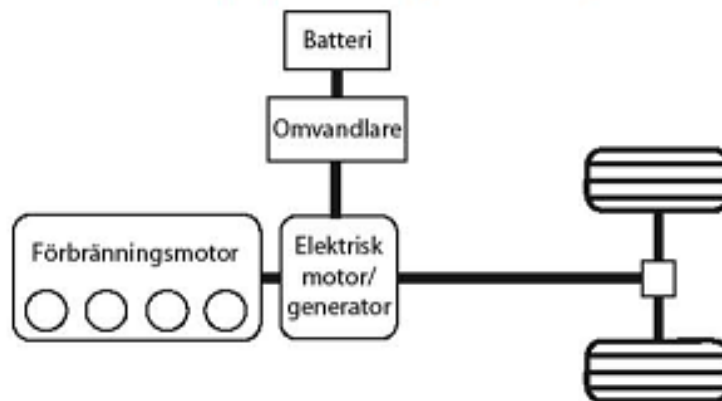 Batteri
Omvandlare
Förbränningsmotor
Elektrisk
motor/
generator